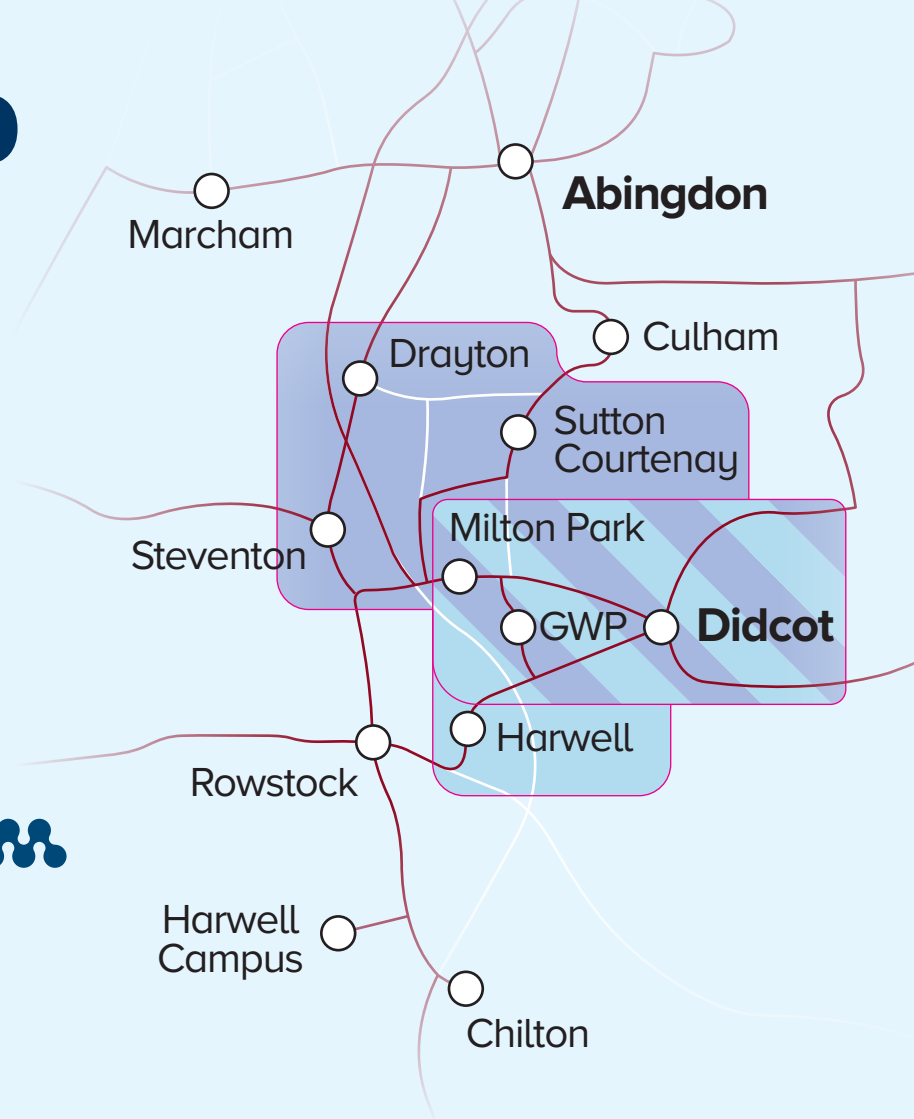 Abingdon
Marcham
Culham
Drayton
Sutton
Courtenay
Milton Park
Steventon
GWP
Didcot
Harwell
Rowstock
Harwell
Campus
Chilton